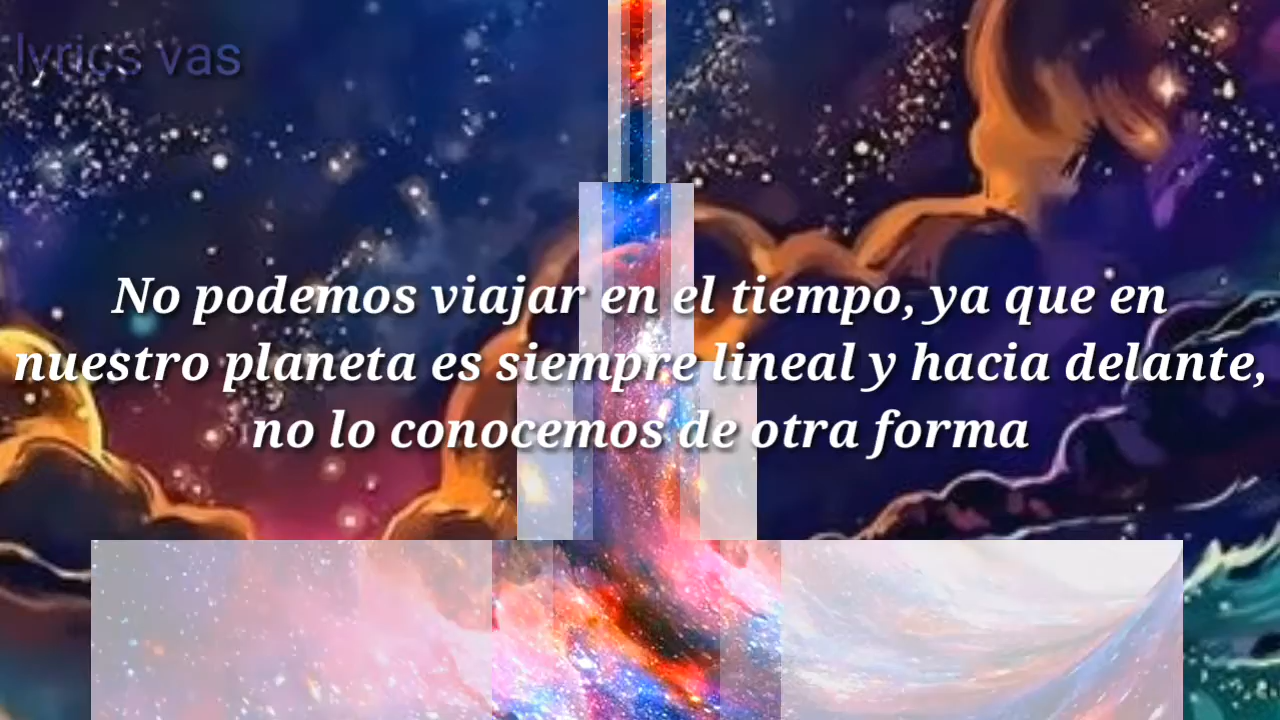 lyrics vas
No podemos viajar en el tiempo, ya que en
nuestro planeta es siempre lineal y hacia delante,
no lo conocemos de otra forma